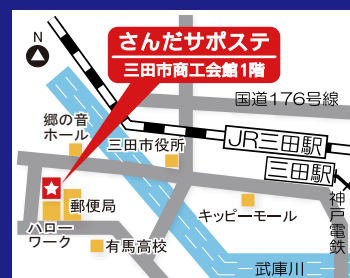 N
さんだサポステ
三田市商工会館1階
国道176号線
郷の音
ホール
三田市役所
JR三田駅
三田駅
郵便局
ハロー
ワーク
キッピーモール
神戸電鉄
有馬高校
武庫川